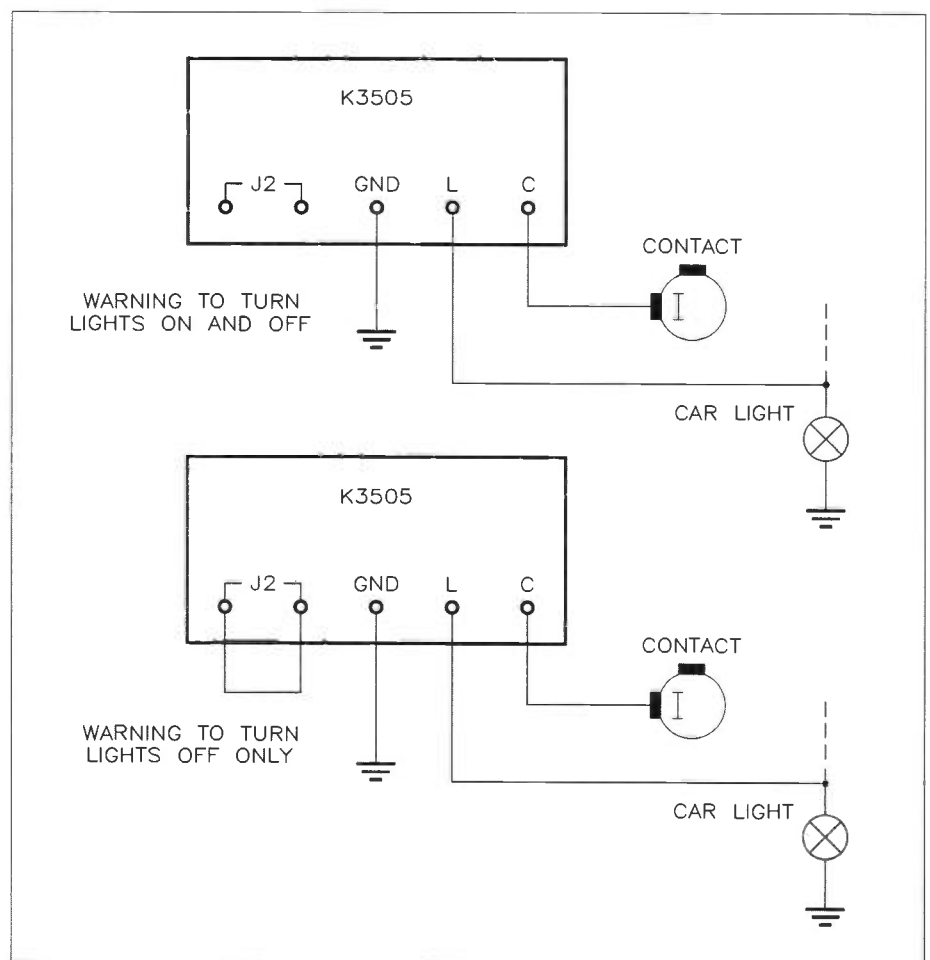 K3505
J2 GND L C
CONTACT
WARNING TO TURN
LIGHTS ON AND OFF
CAR LIGHT
K3505
J2 GND L C
CONTACT
WARNING TO TURN
LIGHTS OFF ONLY
CAR LIGHT